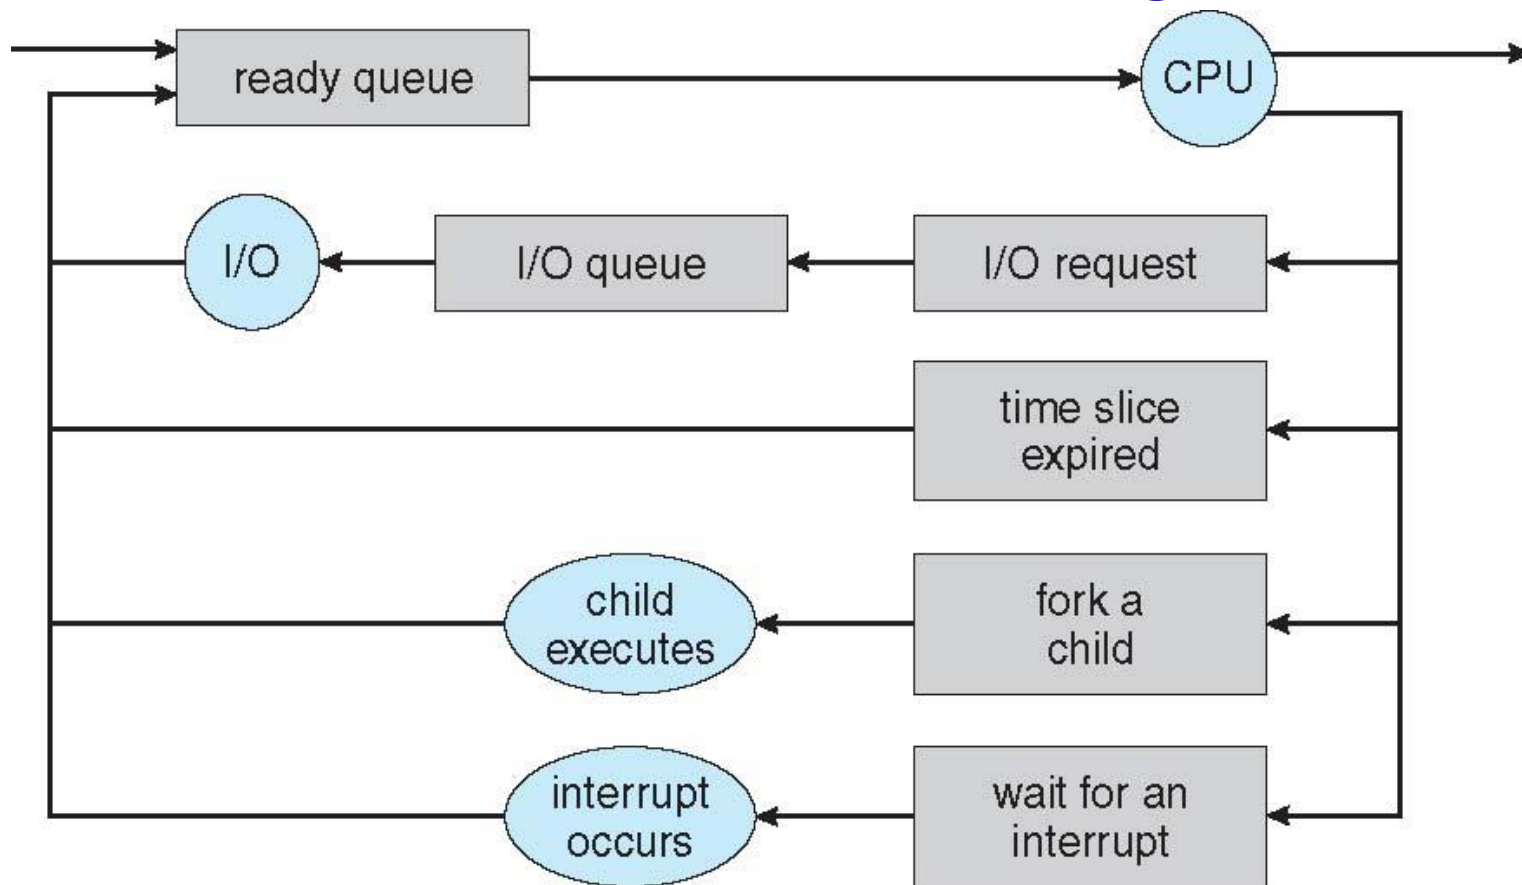 ready queue
CPU
I/O
I/O queue
I/O request
time slice
expired
child
executes
fork a
child
interrupt
occurs
wait for an
interrupt